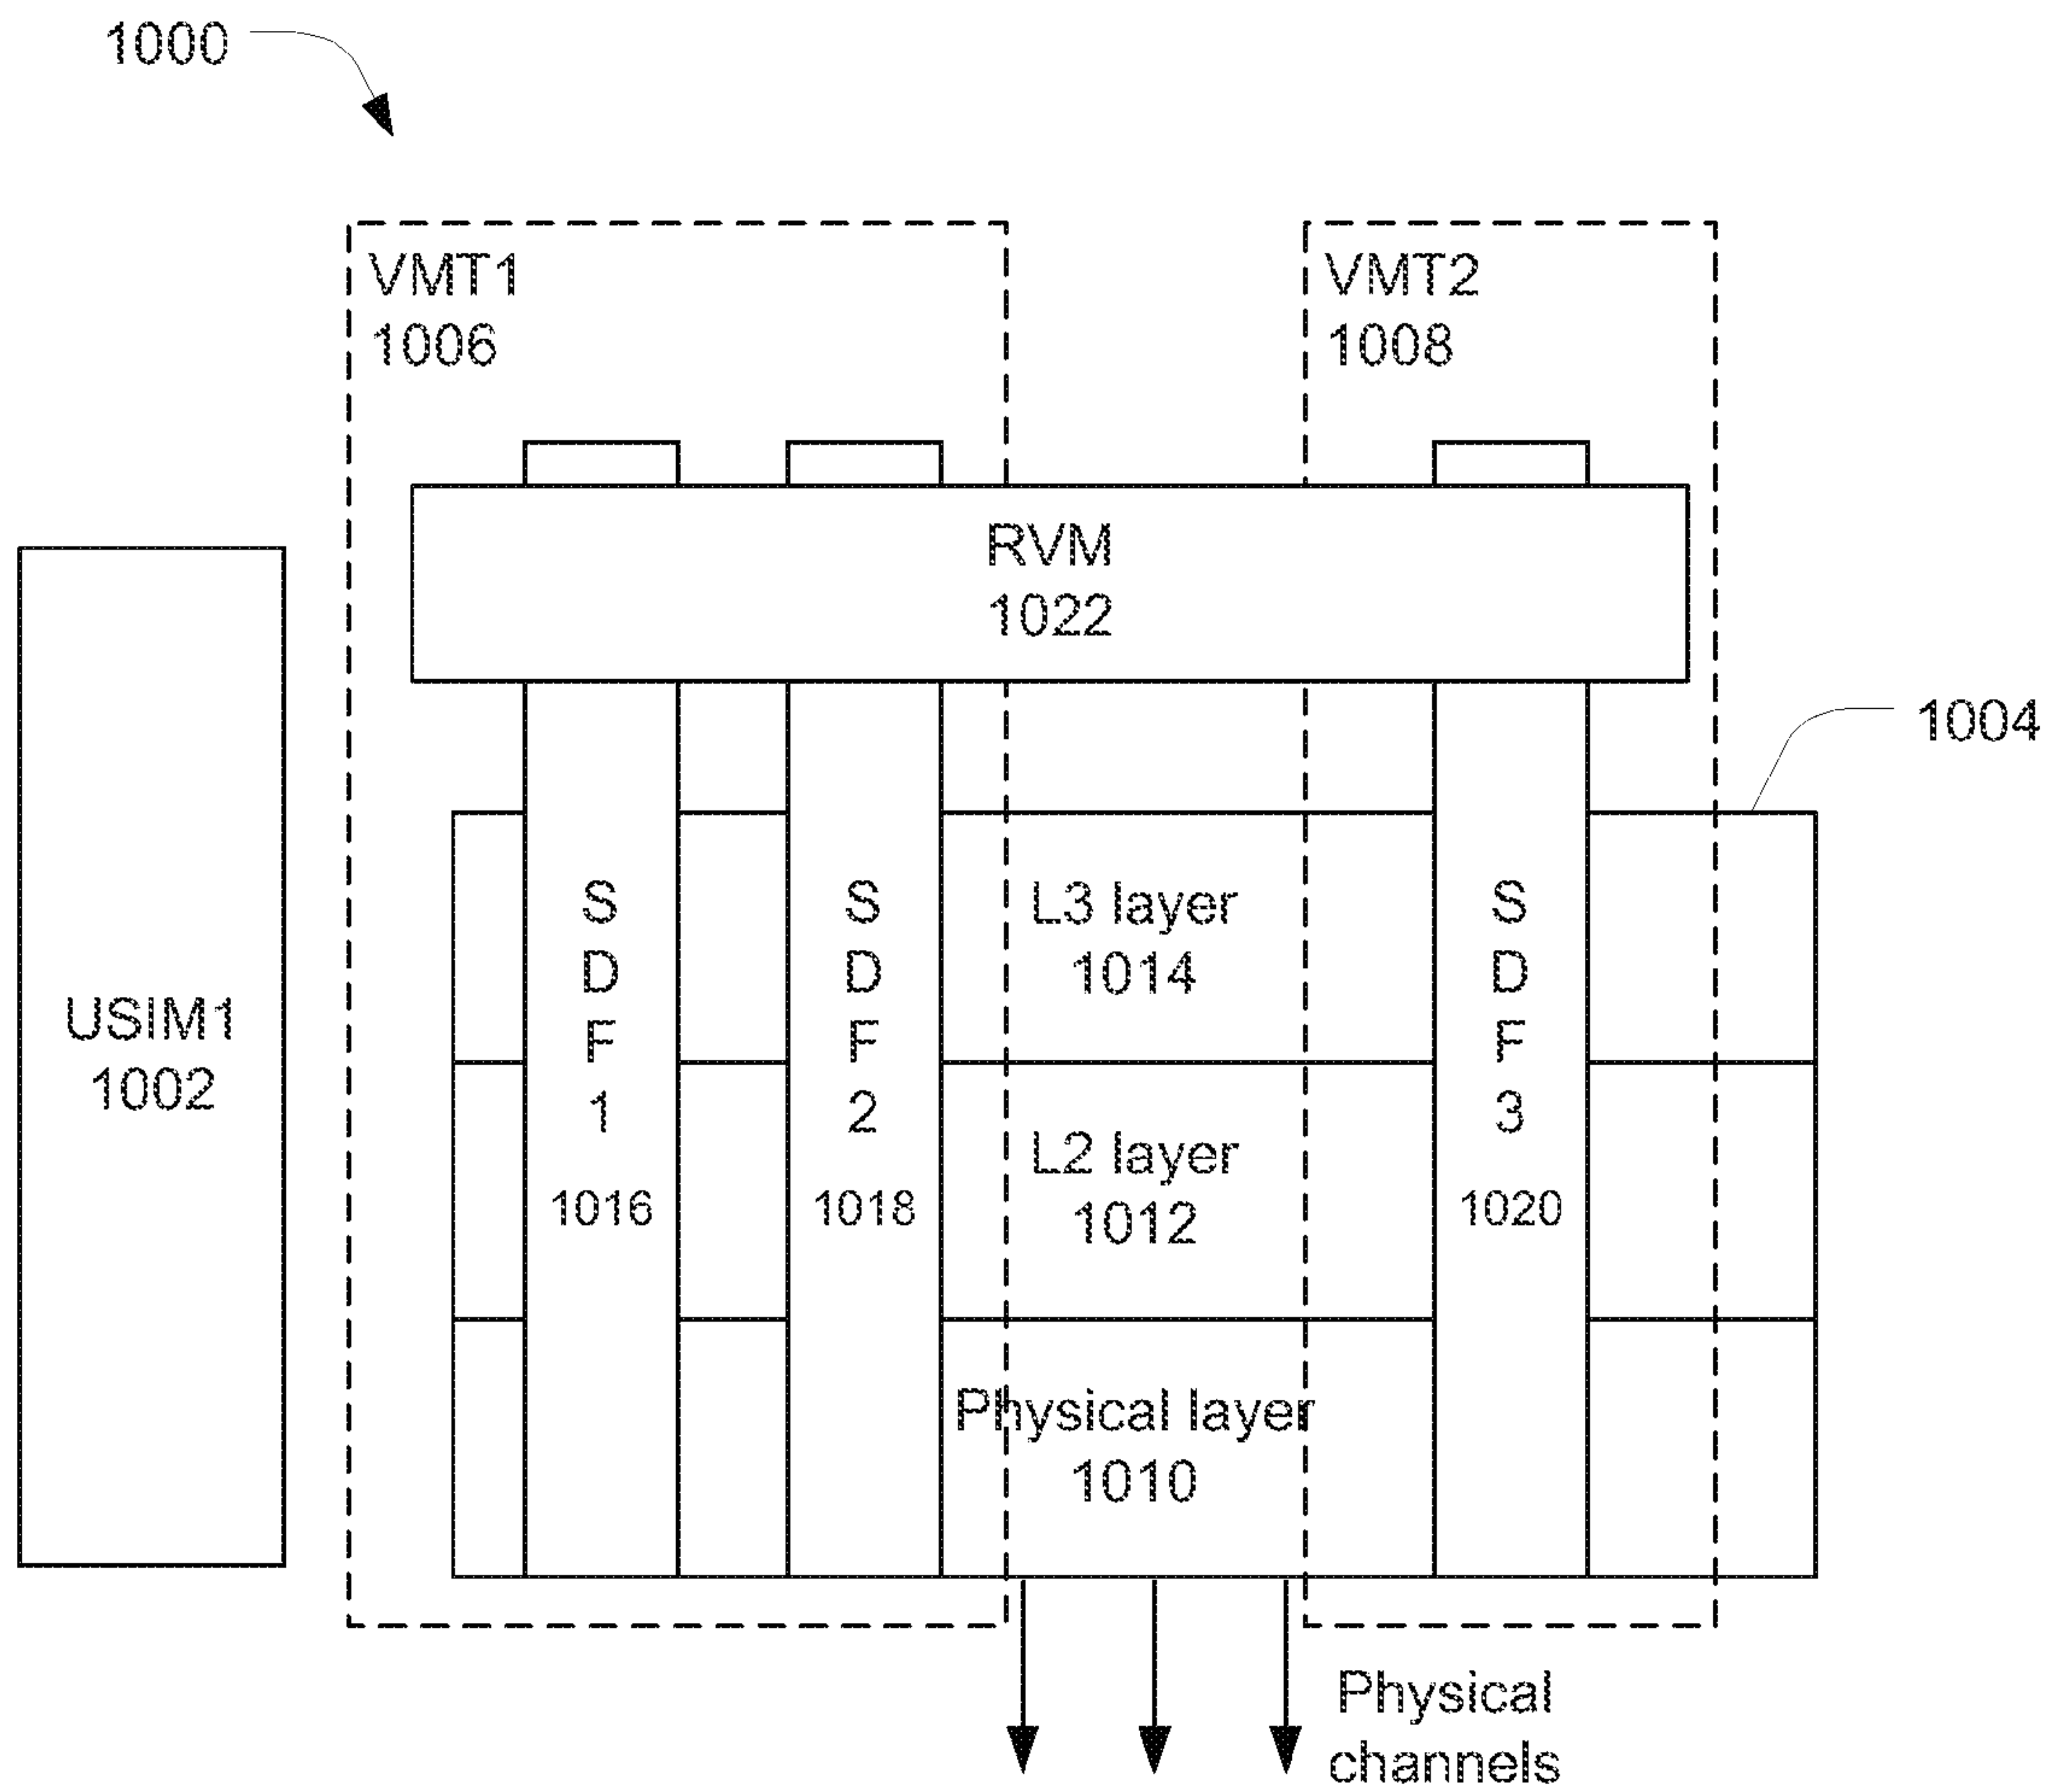 1000
VMT1
1006
VMT2
1008
RVM
1022
1004
USIM1
1002
S
D
F
1
1016
S
D
F
2
1018
L3 layer
1014
L2 layer
1012
Physical layer
1010
S
D
F
3
1020
Physical
channels